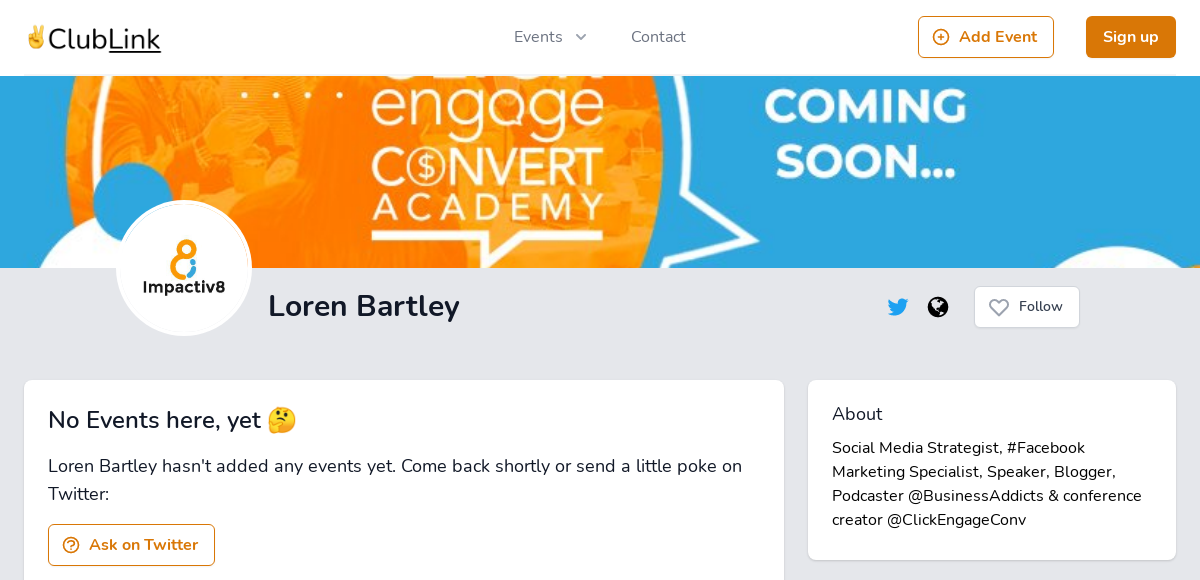 ✌️ClubLink
Events
Contact
Add Event
Sign up
engage
CONVERT
ACADEMY
COMING
SOON...
Impactiv8
Loren Bartley
Follow
No Events here, yet 🤔
Loren Bartley hasn't added any events yet. Come back shortly or send a little poke on
Twitter:
Ask on Twitter
About
Social Media Strategist, #Facebook
Marketing Specialist, Speaker, Blogger,
Podcaster @BusinessAddicts & conference
creator @ClickEngageConv